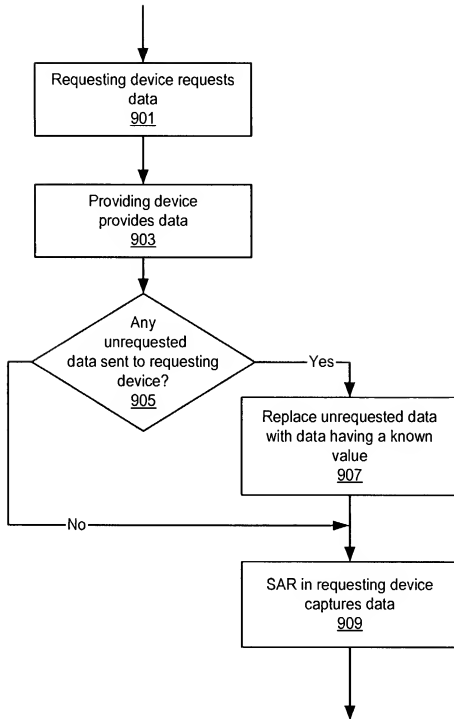 Requesting device requests
data
901
Providing device
provides data
903
Any
unrequested
data sent to requesting
device?
905
Yes
Replace unrequested data
with data having a known
value
907
No
SAR in requesting device
captures data
909